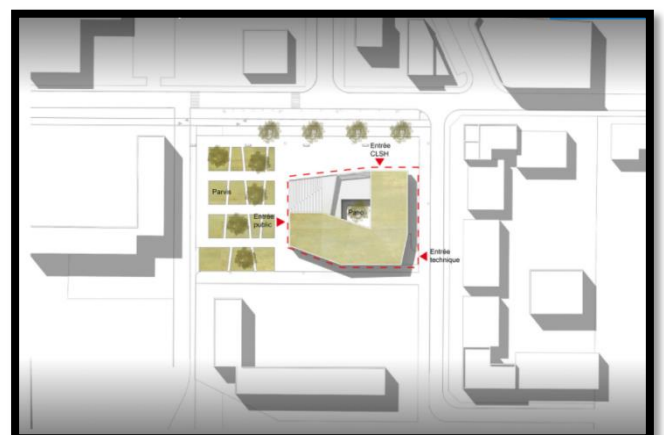 Entrée
CLSH
Parvis
Entrée
public
Patio
Entrée
technique